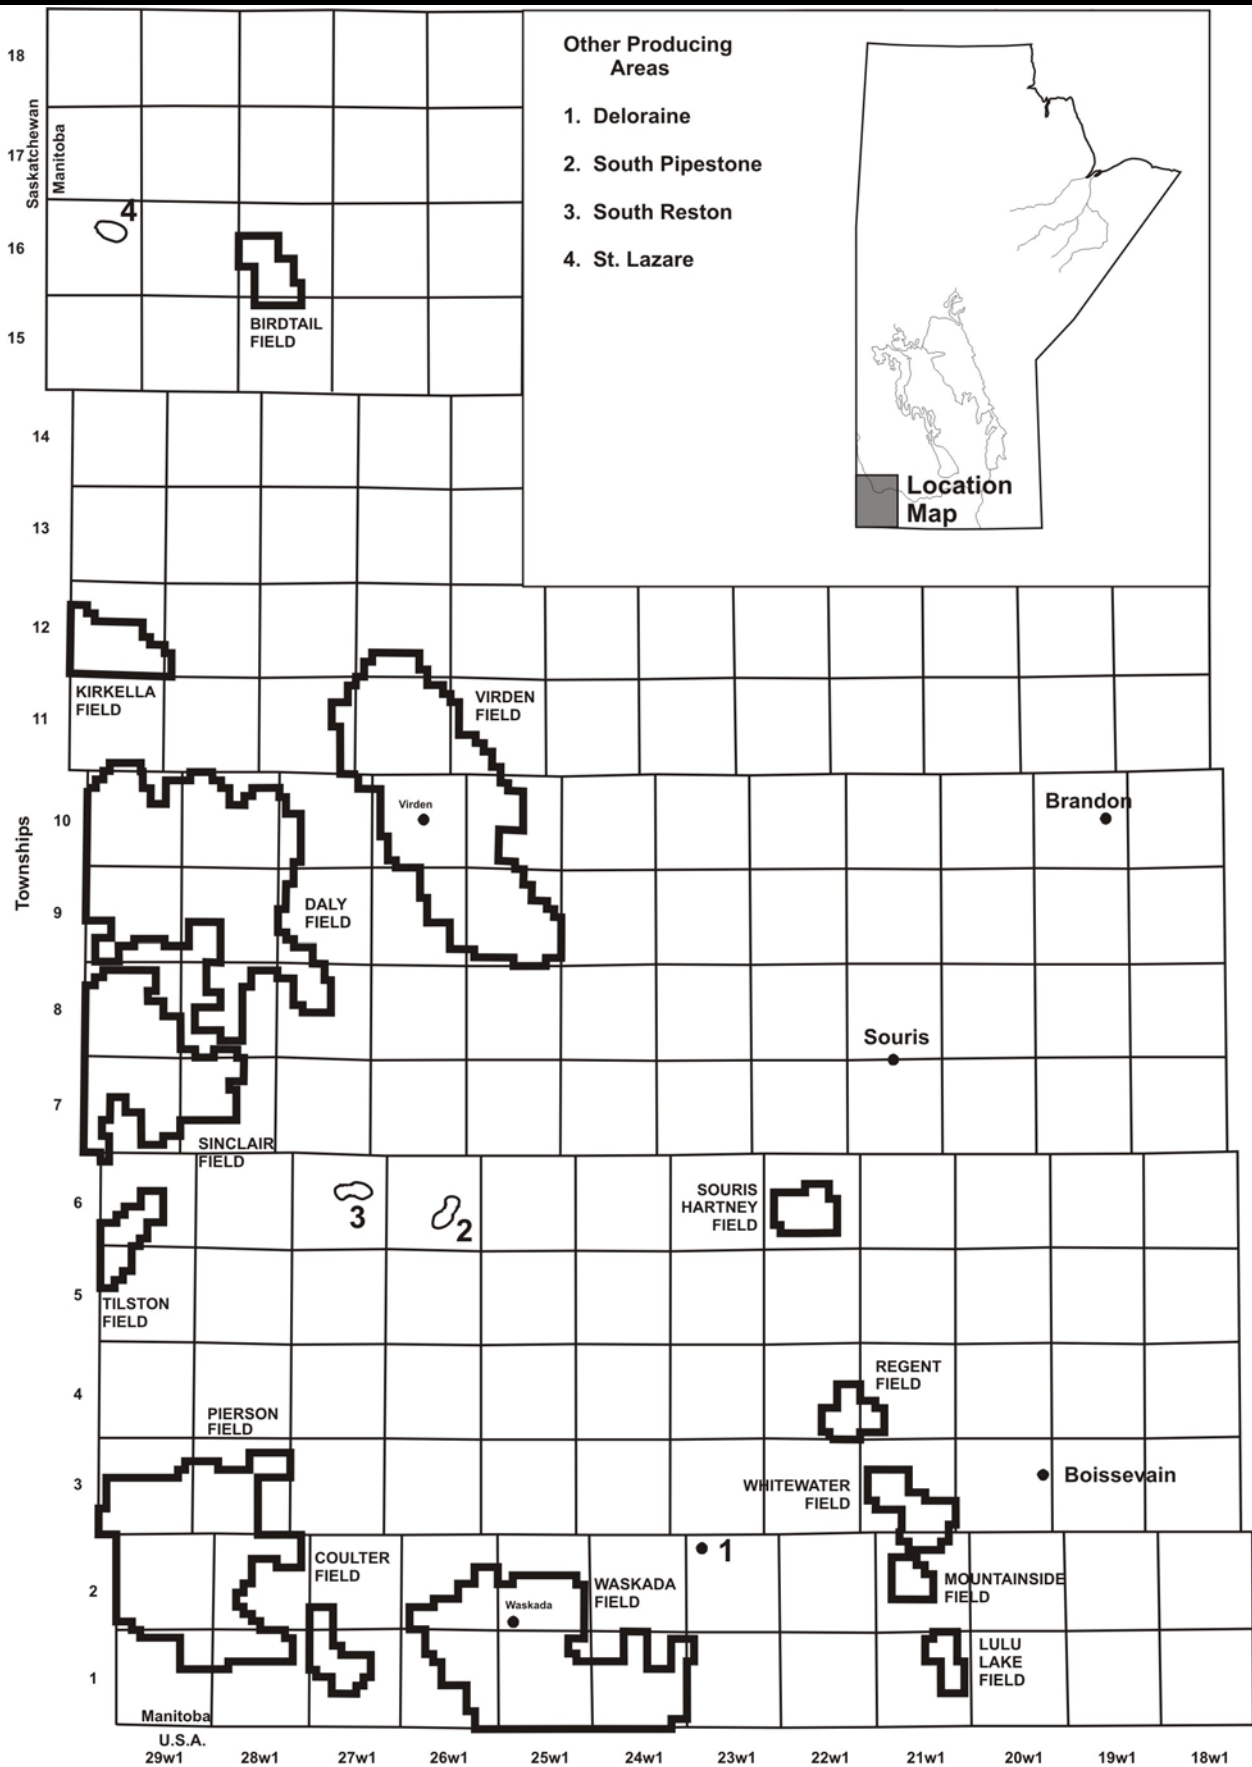 Other Producing
Areas
1. Deloraine
2. South Pipestone
3. South Reston
4. St. Lazare
Location
Map
Saskatchewan
Manitoba
Townships
18
17
16
15
14
13
12
11
10
9
8
7
6
5
4
3
2
1
4
BIRDTAIL
FIELD
KIRKELLA
FIELD
VIRDEN
FIELD
Virden
Brandon
DALY
FIELD
Souris
SINCLAIR
FIELD
3
2
SOURIS
HARTNEY
FIELD
TILSTON
FIELD
REGENT
FIELD
PIERSON
FIELD
WHITEWATER
FIELD
Boissevain
1
COULTER
FIELD
WASKADA
FIELD
Waskada
MOUNTAINSIDE
FIELD
LULU
LAKE
FIELD
Manitoba
U.S.A.
29w1 28w1 27w1 26w1 25w1 24w1 23w1 22w1 21w1 20w1 19w1 18w1